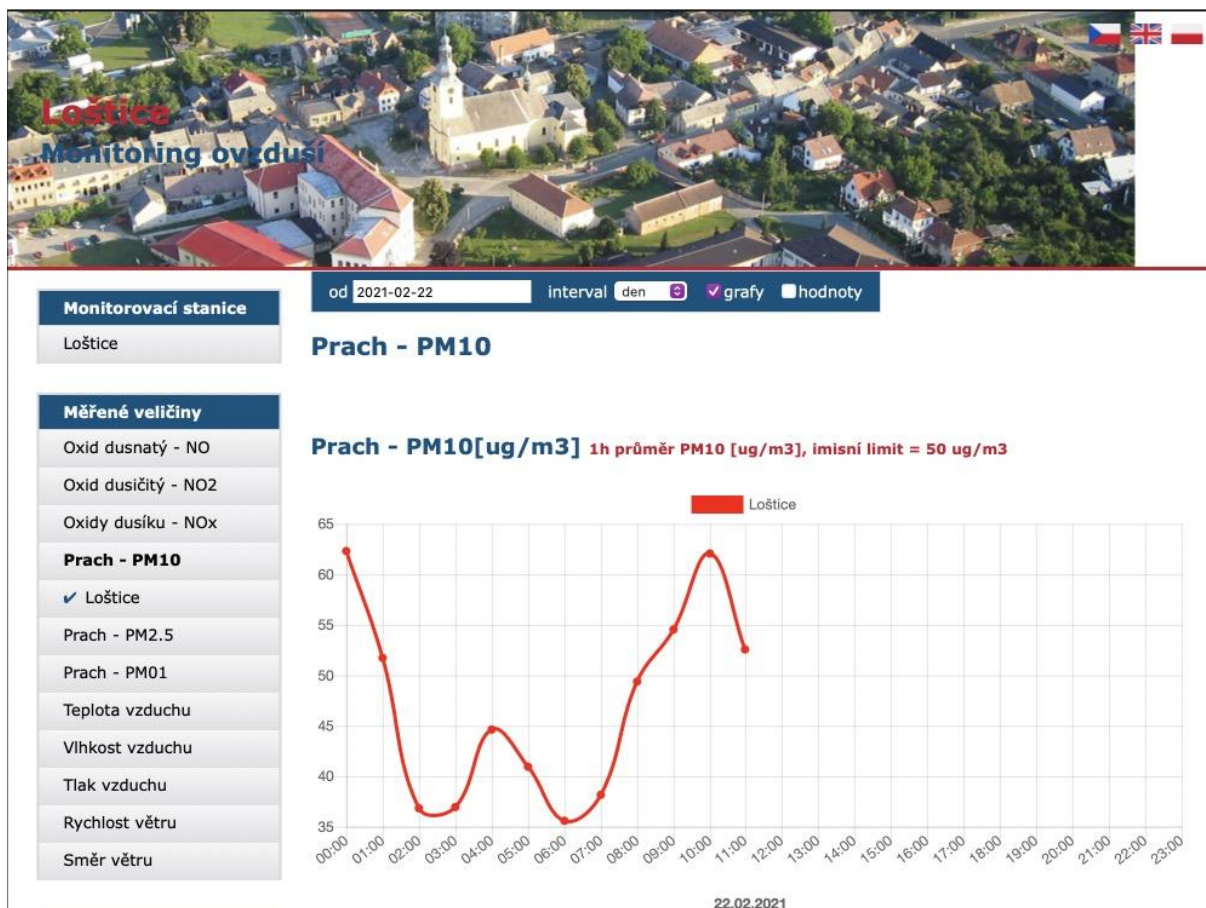 Loštice
Monitoring ovzduší
od 2021-02-22 interval den grafy hodnoty
Monitorovací stanice
Loštice
Měřené veličiny
Oxid dusnatý - NO
Oxid dusičitý - NO2
Oxidy dusíku - NOx
Prach - PM10
✔ Loštice
Prach - PM2.5
Prach - PM01
Teplota vzduchu
Vlhkost vzduchu
Tlak vzduchu
Rychlost větru
Směr větru
Prach - PM10
Prach - PM10[ug/m3] 1h průměr PM10 [ug/m3], imisní limit = 50 ug/m3
Loštice
65
60
55
50
45
40
35
00:00 01:00 02:00 03:00 04:00 05:00 06:00 07:00 08:00 09:00 10:00 11:00 12:00 13:00 14:00 15:00 16:00 17:00 18:00 19:00 20:00 21:00 22:00 23:00
22.02.2021